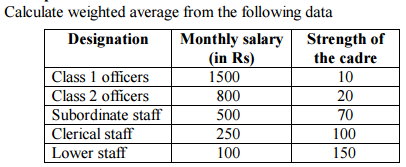 Calculate weighted average from the following data
Designation Monthly salary (in Rs) Strength of the cadre
Class 1 officers 1500 10
Class 2 officers 800 20
Subordinate staff 500 70
Clerical staff 250 100
Lower staff 100 150